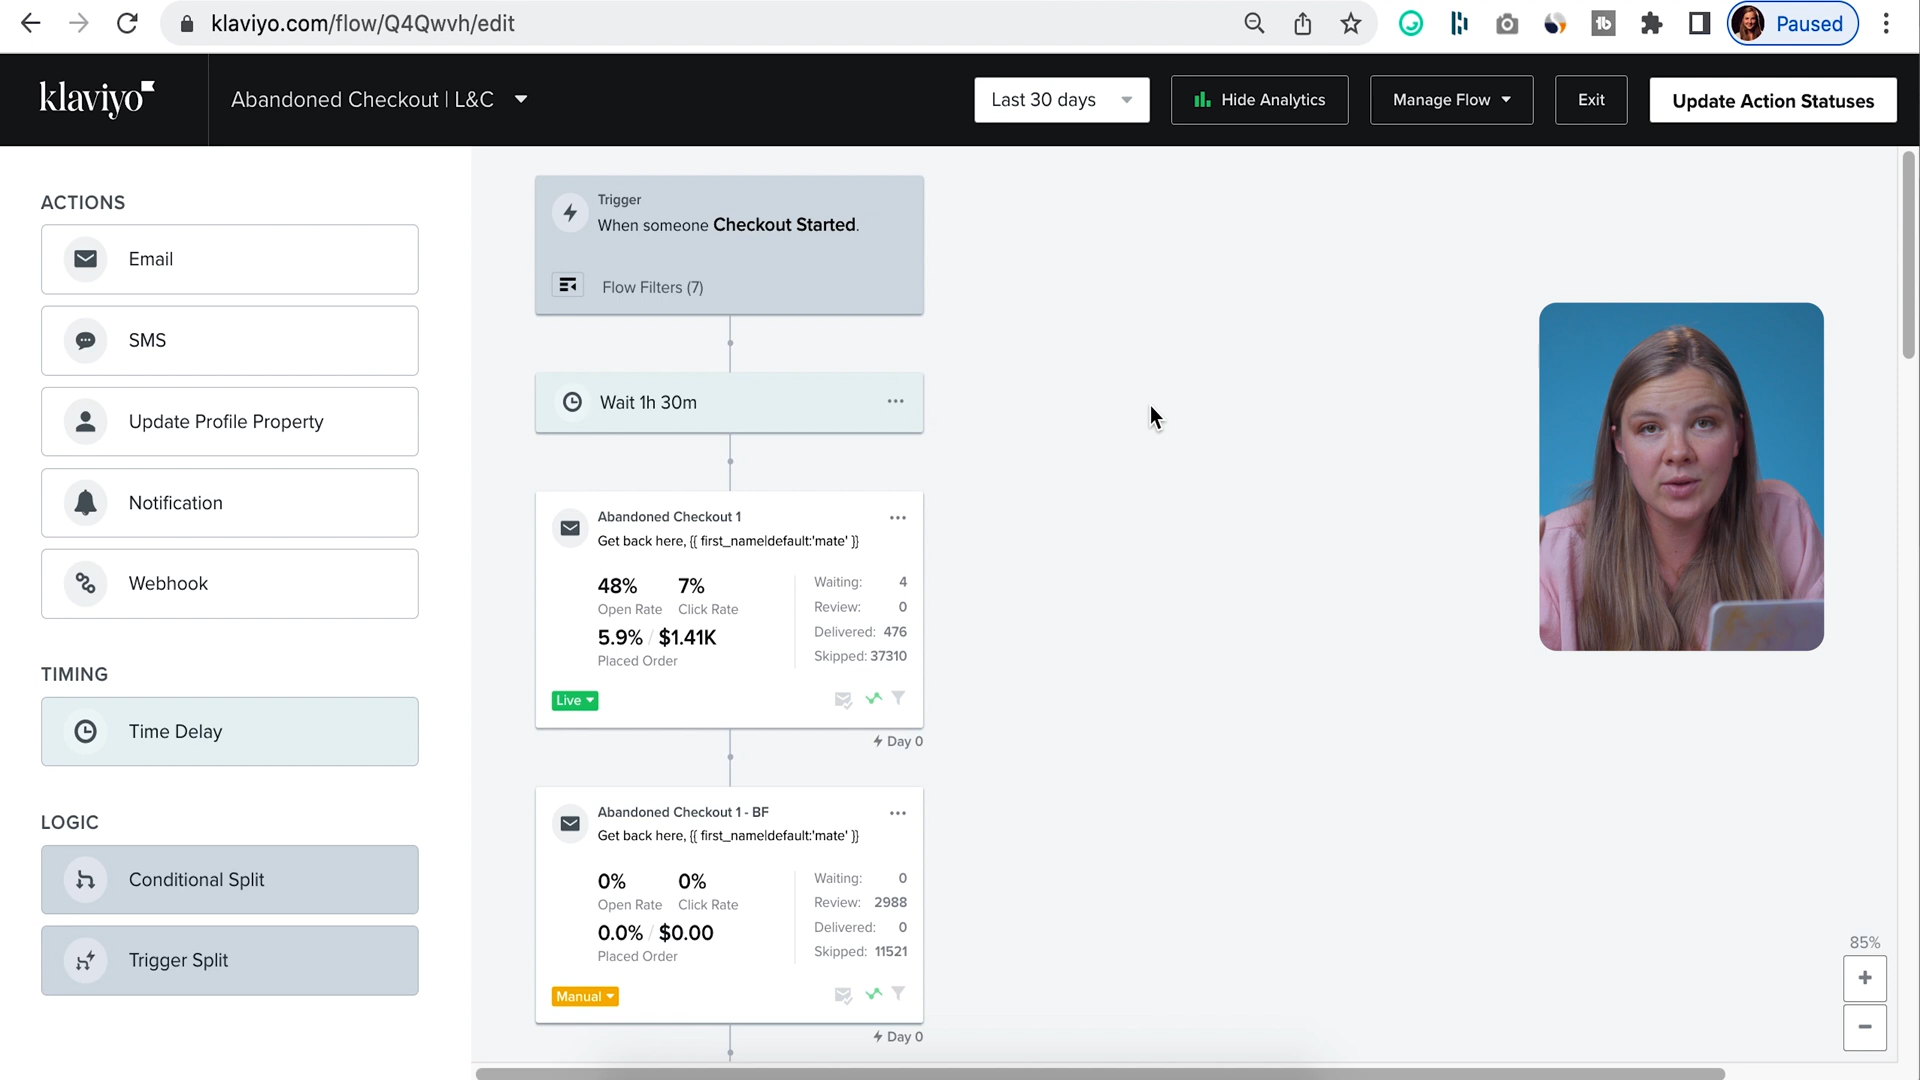 klaviyo.com/flow/Q4Qwvh/edit
Paused
klaviyo
Abandoned Checkout | L&C
Last 30 days
Hide Analytics
Manage Flow
Exit
Update Action Statuses
ACTIONS
Email
SMS
Update Profile Property
Notification
Webhook
TIMING
Time Delay
LOGIC
Conditional Split
Trigger Split
Trigger
When someone Checkout Started.
Flow Filters (7)
Wait 1h 30m
Abandoned Checkout 1
Get back here, {{ first_name|default:'mate' }}
48% 7%
Open Rate Click Rate
5.9% / $1.41K
Placed Order
Waiting: 4
Review: 0
Delivered: 476
Skipped: 37310
Live
Day 0
Abandoned Checkout 1 - BF
Get back here, {{ first_name|default:'mate' }}
0% 0%
Open Rate Click Rate
0.0% / $0.00
Placed Order
Waiting: 0
Review: 2988
Delivered: 0
Skipped: 11521
Manual
Day 0
85%
+
−